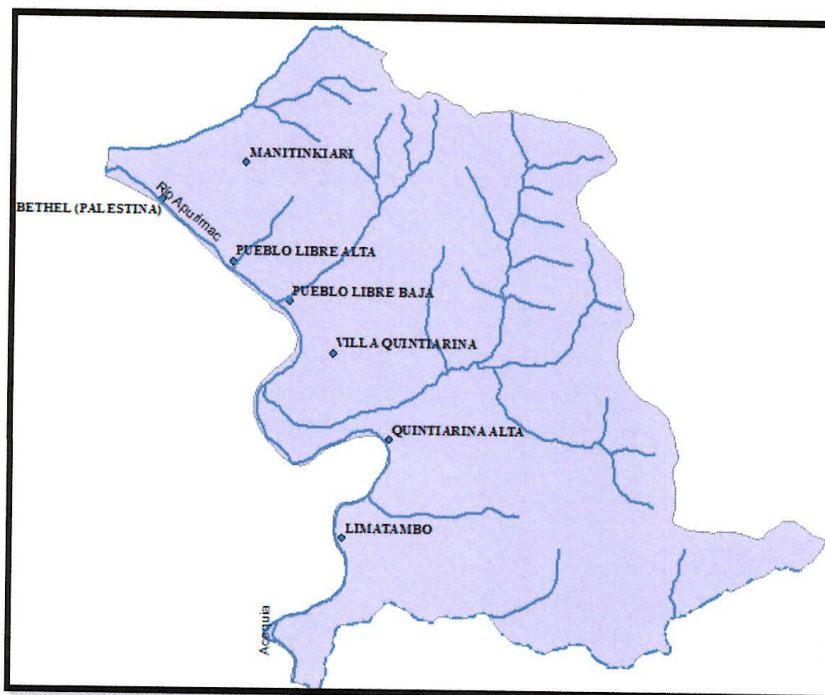 MANITINKIARI
Río Apurímac
BETHEL (PALESTINA)
PUEBLO LIBRE ALTA
PUEBLO LIBRE BAJA
VILLA QUINTIARINA
QUINTIARINA ALTA
LIMATAMBO
Acequia